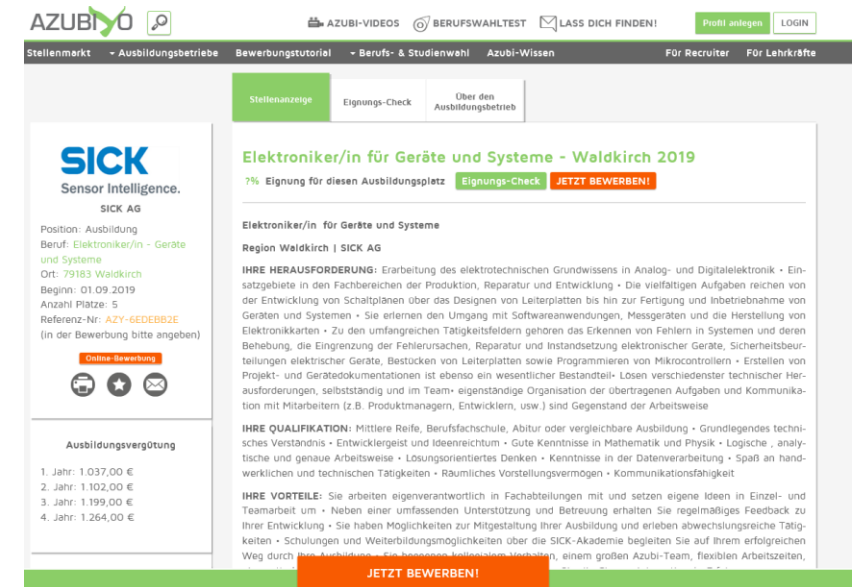 AZUBIYO
AZUBI-VIDEOS BERUFSWAHLTEST LASS DICH FINDEN! Profil anlegen LOGIN
Stellenmarkt Ausbildungsbetriebe Bewerbungstutorial Berufs- & Studienwahl Azubi-Wissen Für Recruiter Für Lehrkräfte
Stellenanzeige Eignungs-Check Über den
Ausbildungsbetrieb
SICK
Sensor Intelligence.
SICK AG
Position: Ausbildung
Beruf: Elektroniker/in - Geräte
und Systeme
Ort: 79183 Waldkirch
Beginn: 01.09.2019
Anzahl Plätze: 5
Referenz-Nr: AZY-6EDEBB2E
(in der Bewerbung bitte angeben)
Online-Bewerbung
Ausbildungsvergütung
1. Jahr: 1.037,00 €
2. Jahr: 1.102,00 €
3. Jahr: 1.199,00 €
4. Jahr: 1.264,00 €
Elektroniker/in für Geräte und Systeme - Waldkirch 2019
?% Eignung für diesen Ausbildungsplatz Eignungs-Check JETZT BEWERBEN!
Elektroniker/in für Geräte und Systeme
Region Waldkirch | SICK AG
IHRE HERAUSFORDERUNG: Erarbeitung des elektrotechnischen Grundwissens in Analog- und Digitalelektronik • Ein-
satzgebiete in den Fachbereichen der Produktion, Reparatur und Entwicklung • Die vielfältigen Aufgaben reichen von
der Entwicklung von Schaltplänen über das Designen von Leiterplatten bis hin zur Fertigung und Inbetriebnahme von
Geräten und Systemen • Sie erlernen den Umgang mit Softwareanwendungen, Messgeräten und die Herstellung von
Elektronikkarten • Zu den umfangreichen Tätigkeitsfeldern gehören das Erkennen von Fehlern in Systemen und deren
Behebung, die Eingrenzung der Fehlerursachen, Reparatur und Instandsetzung elektronischer Geräte, Sicherheitsbeur-
teilungen elektrischer Geräte, Bestücken von Leiterplatten sowie Programmieren von Mikrocontrollern • Erstellen von
Projekt- und Gerätedokumentationen ist ebenso ein wesentlicher Bestandteil• Lösen verschiedenster technischer Her-
ausforderungen, selbstständig und im Team• eigenständige Organisation der übertragenen Aufgaben und Kommunika-
tion mit Mitarbeitern (z.B. Produktmanagern, Entwicklern, usw.) sind Gegenstand der Arbeitsweise
IHRE QUALIFIKATION: Mittlere Reife, Berufsfachschule, Abitur oder vergleichbare Ausbildung • Grundlegendes techni-
sches Verständnis • Entwicklergeist und Ideenreichtum • Gute Kenntnisse in Mathematik und Physik • Logische , analy-
tische und genaue Arbeitsweise • Lösungsorientiertes Denken • Kenntnisse in der Datenverarbeitung • Spaß an hand-
werklichen und technischen Tätigkeiten • Räumliches Vorstellungsvermögen • Kommunikationsfähigkeit
IHRE VORTEILE: Sie arbeiten eigenverantwortlich in Fachabteilungen mit und setzen eigene Ideen in Einzel- und
Teamarbeit um • Neben einer umfassenden Unterstützung und Betreuung erhalten Sie regelmäßiges Feedback zu
Ihrer Entwicklung • Sie haben Möglichkeiten zur Mitgestaltung Ihrer Ausbildung und erleben abwechslungsreiche Tätig-
keiten • Schulungen und Weiterbildungsmöglichkeiten über die SICK-Akademie begleiten Sie auf Ihrem erfolgreichen
Weg durch Ihre Ausbildung • Sie begegnen kollegialem Verhalten, einem großen Azubi-Team, flexiblen Arbeitszeiten,
JETZT BEWERBEN!